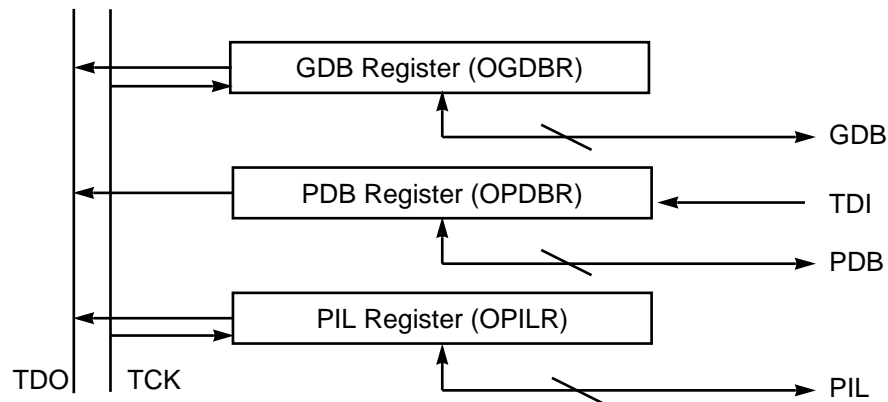 GDB Register (OGDBR)
GDB
PDB Register (OPDBR)
TDI
PDB
PIL Register (OPILR)
TDO
TCK
PIL